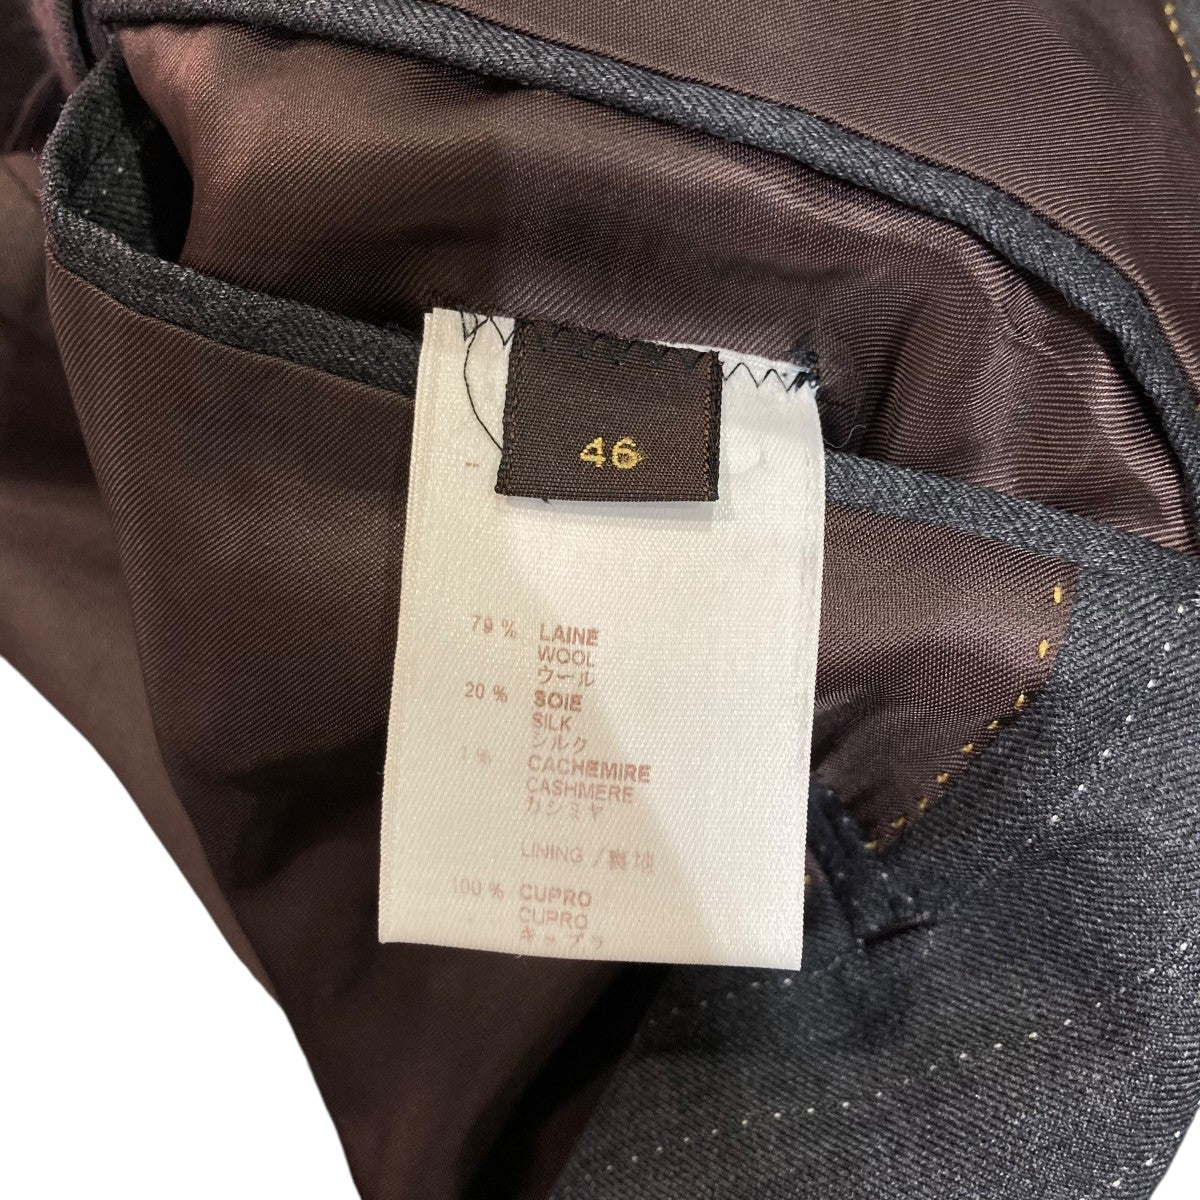 46
79 % LAINE
WOOL
ウール
20 % SOIE
SILK
シルク
1 % CACHEMIRE
CASHMERE
カシミヤ
LINING / 裏地
100 % CUPRO
CUPRO
キュプラ